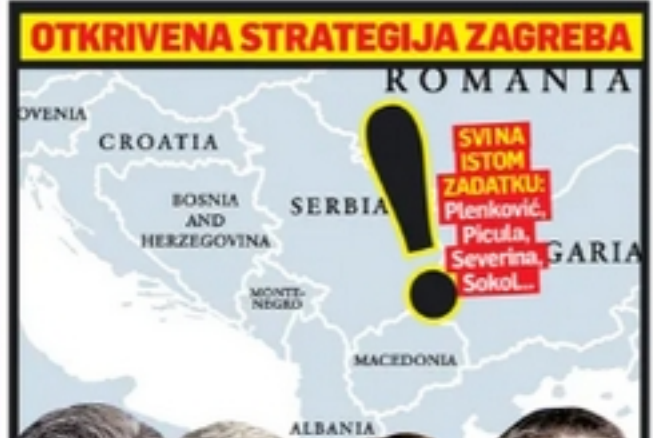 OTKRIVENA STRATEGIJA ZAGREBA
ROMANIA
OVENIA
CROATIA
SVI NA
ISTOM
ZADATKU:
Plenković,
Picula,
Severina,
Sokol...
BOSNIA
AND
HERZEGOVINA
SERBIA
GARIA
MONTE-
NEGRO
MACEDONIA
ALBANIA